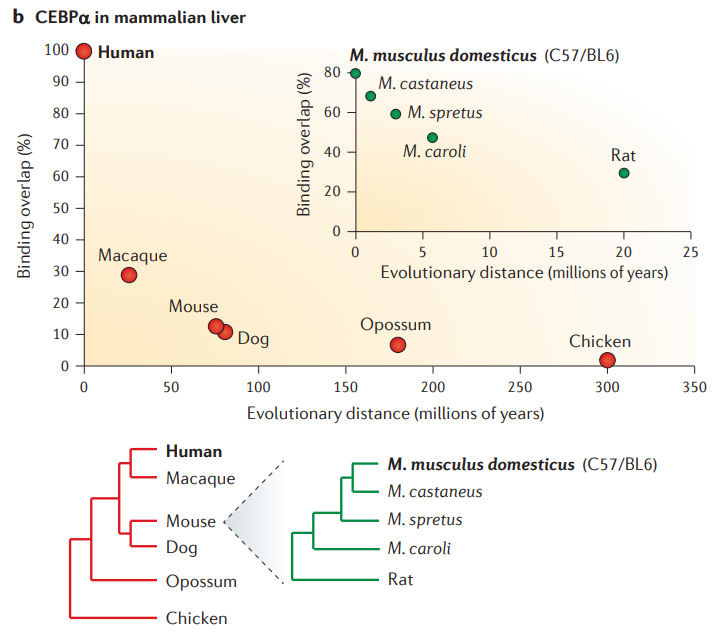 b CEBPα in mammalian liver
Binding overlap (%)
100
90
80
70
60
50
40
30
20
10
0
Human
Macaque
Mouse
Dog
Opossum
Chicken
0 50 100 150 200 250 300 350
Evolutionary distance (millions of years)
M. musculus domesticus (C57/BL6)
Binding overlap (%)
80
60
40
20
0
M. castaneus
M. spretus
M. caroli
Rat
0 5 10 15 20 25
Evolutionary distance (millions of years)
Human
Macaque
Mouse
Dog
Opossum
Chicken
M. musculus domesticus (C57/BL6)
M. castaneus
M. spretus
M. caroli
Rat